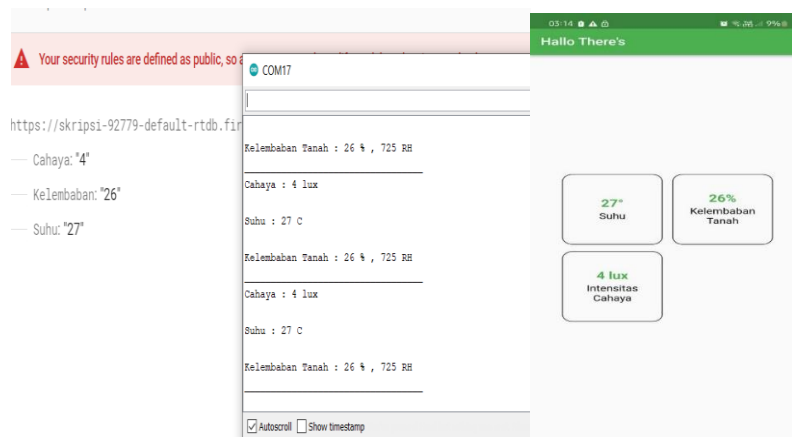 Your security rules are defined as public, so a
https://skripsi-92779-default-rtdb.fir
Cahaya: "4"
Kelembaban: "26"
Suhu: "27"
COM17
Kelembaban Tanah : 26 % , 725 RH
Cahaya : 4 lux
Suhu : 27 C
Kelembaban Tanah : 26 % , 725 RH
Cahaya : 4 lux
Suhu : 27 C
Kelembaban Tanah : 26 % , 725 RH
Autoscroll Show timestamp
03:14 9%
Hallo There's
27°
Suhu
26%
Kelembaban
Tanah
4 lux
Intensitas
Cahaya